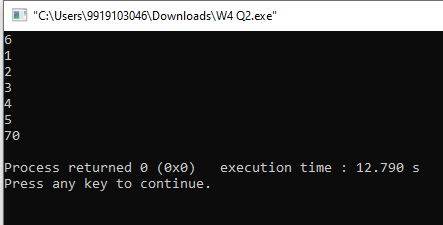 "C:\Users\9919103046\Downloads\W4 Q2.exe"
6
1
2
3
4
5
70
Process returned 0 (0x0)   execution time : 12.790 s
Press any key to continue.